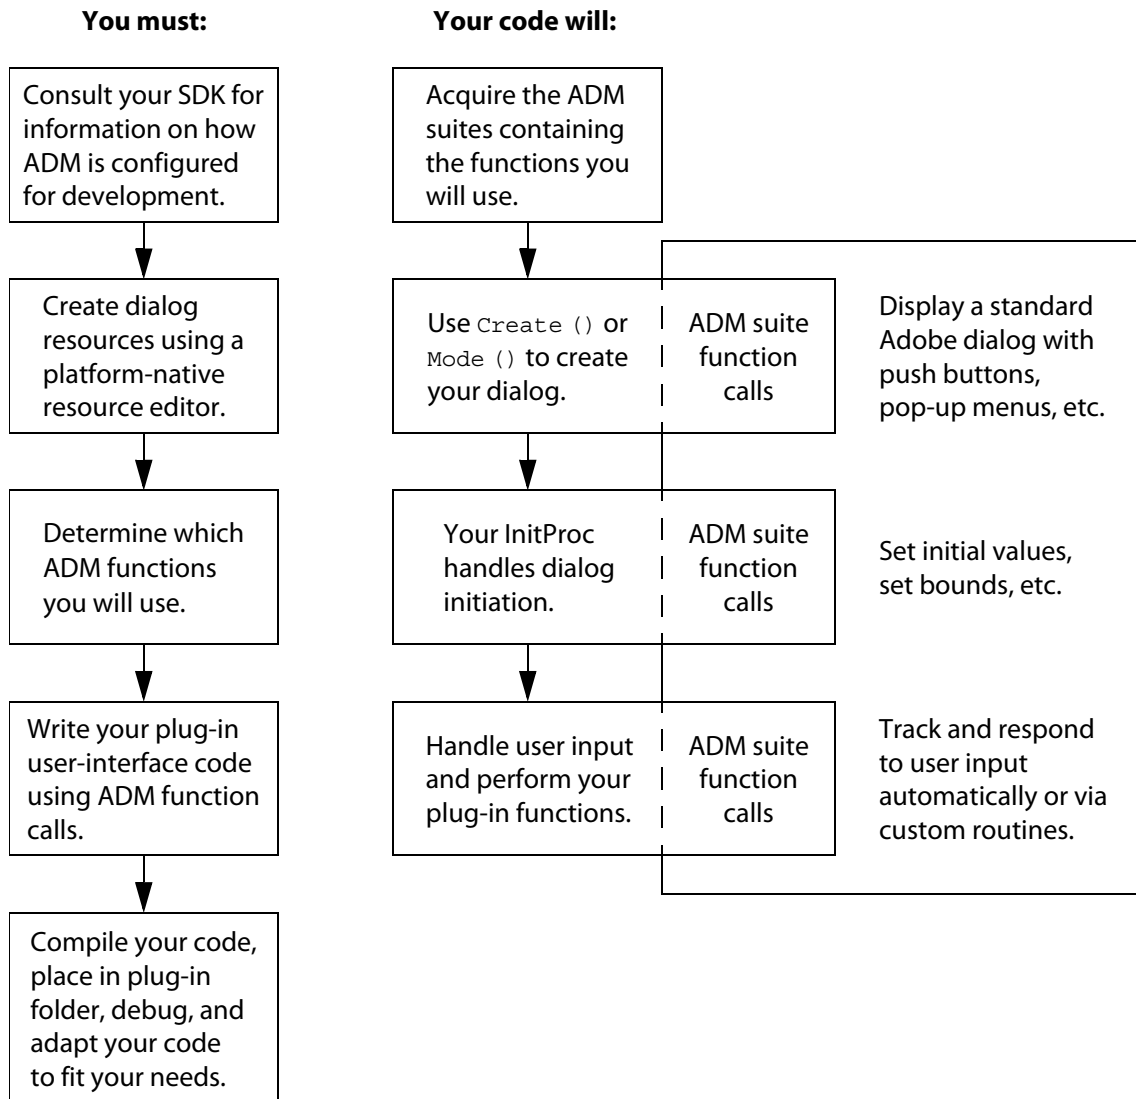 You must:
Consult your SDK for
information on how
ADM is configured
for development.
Create dialog
resources using a
platform-native
resource editor.
Determine which
ADM functions
you will use.
Write your plug-in
user-interface code
using ADM function
calls.
Compile your code,
place in plug-in
folder, debug, and
adapt your code
to fit your needs.
Your code will:
Acquire the ADM
suites containing
the functions you
will use.
Use Create () or
Mode () to create
your dialog.
ADM suite
function
calls
Display a standard
Adobe dialog with
push buttons,
pop-up menus, etc.
Your InitProc
handles dialog
initiation.
ADM suite
function
calls
Set initial values,
set bounds, etc.
Handle user input
and perform your
plug-in functions.
ADM suite
function
calls
Track and respond
to user input
automatically or via
custom routines.